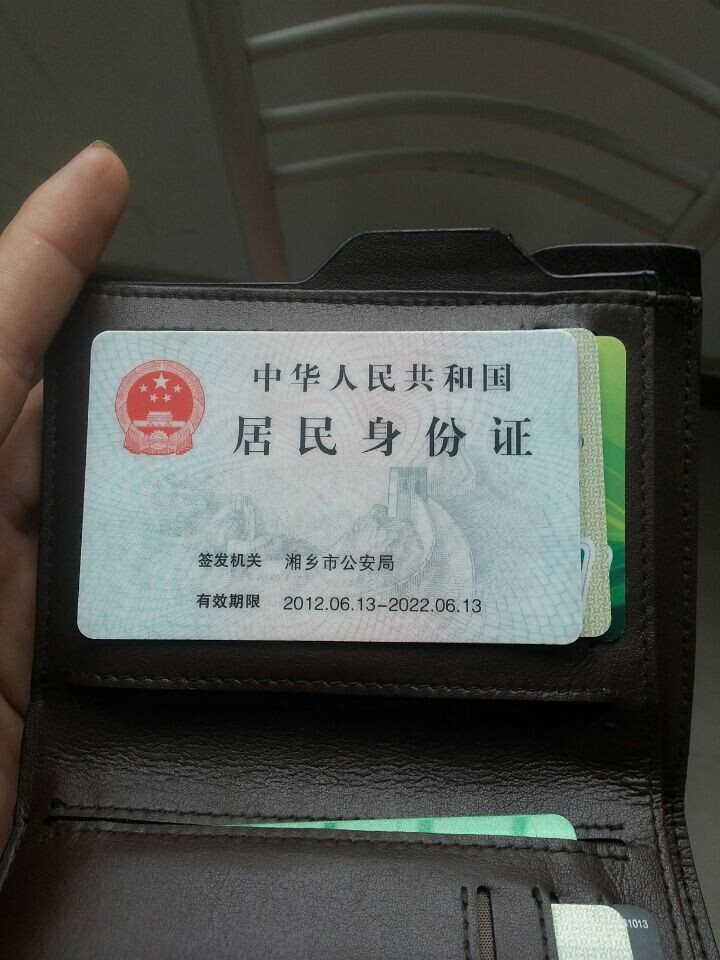 中华人民共和国
居民身份证
签发机关 湘乡市公安局
有效期限 2012.06.13-2022.06.13
1013